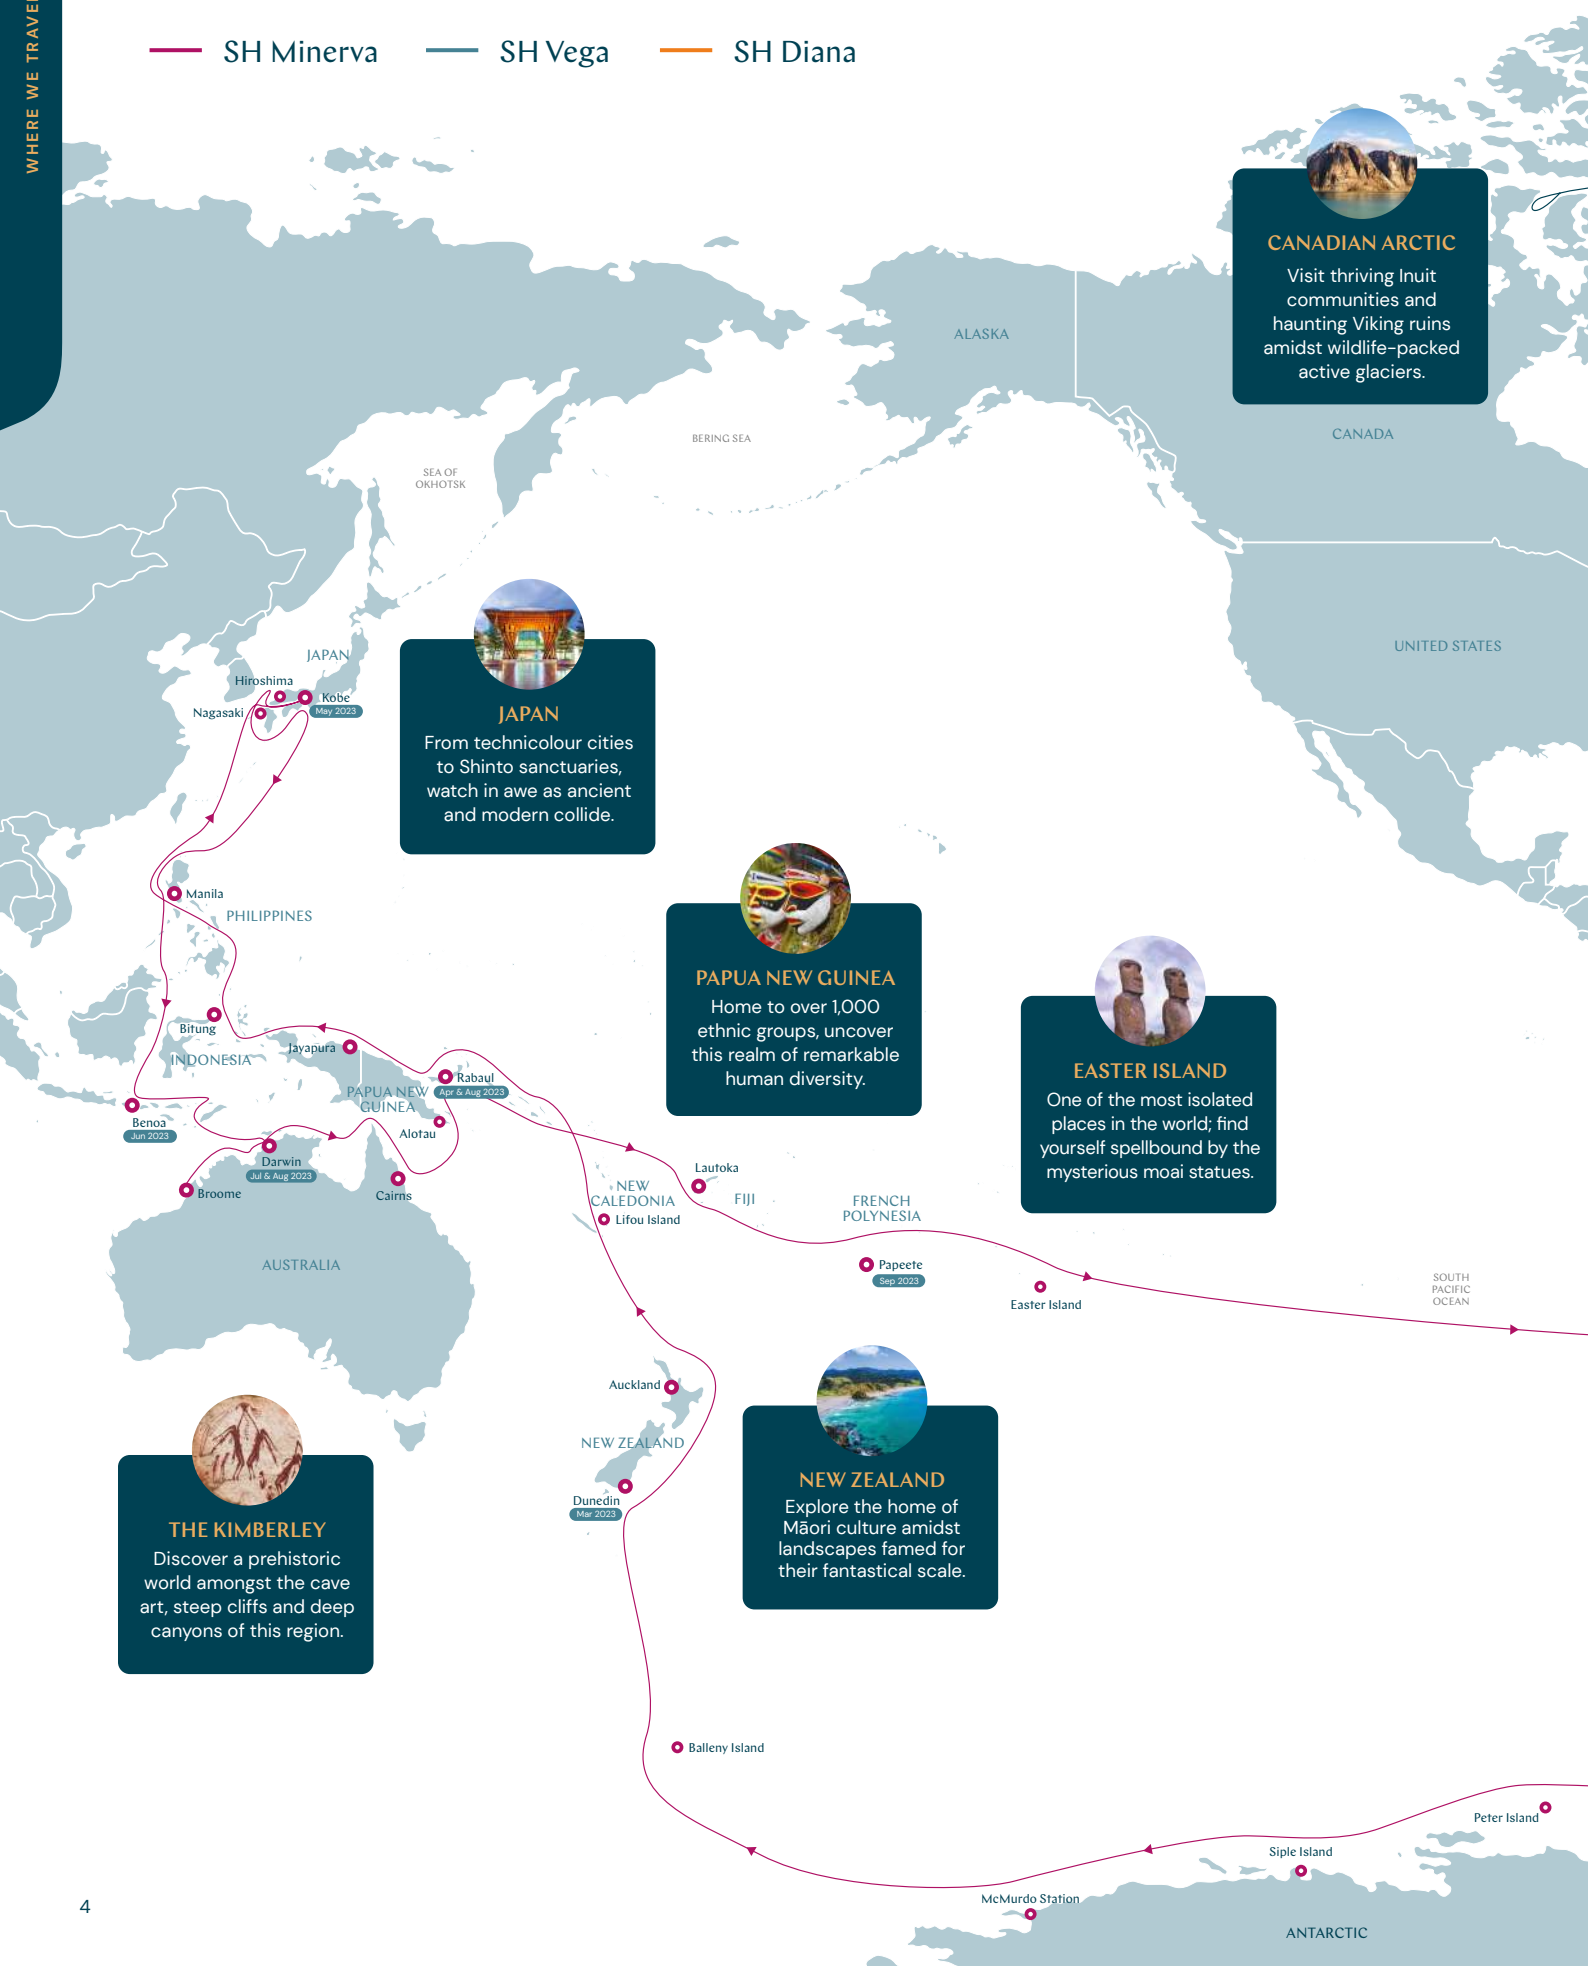 WHERE WE TRAVEL
SH Minerva
SH Vega
SH Diana
CANADIAN ARCTIC
Visit thriving Inuit
communities and
haunting Viking ruins
amidst wildlife-packed
active glaciers.
ALASKA
CANADA
BERING SEA
SEA OF
OKHOTSK
UNITED STATES
JAPAN
Hiroshima
Kobe
May 2023
Nagasaki
JAPAN
From technicolour cities
to Shinto sanctuaries,
watch in awe as ancient
and modern collide.
Manila
PHILIPPINES
PAPUA NEW GUINEA
Home to over 1,000
ethnic groups, uncover
this realm of remarkable
human diversity.
EASTER ISLAND
One of the most isolated
places in the world; find
yourself spellbound by the
mysterious moai statues.
Bitung
INDONESIA
Jayapura
Rabaul
Apr & Aug 2023
PAPUA NEW
GUINEA
Alotau
Benoa
Jun 2023
Darwin
Jul & Aug 2023
Broome
Cairns
Lautoka
FIJI
NEW
CALEDONIA
Lifou Island
FRENCH
POLYNESIA
Papeete
Sep 2023
Easter Island
SOUTH
PACIFIC
OCEAN
AUSTRALIA
Auckland
NEW ZEALAND
Dunedin
Mar 2023
NEW ZEALAND
Explore the home of
Māori culture amidst
landscapes famed for
their fantastical scale.
THE KIMBERLEY
Discover a prehistoric
world amongst the cave
art, steep cliffs and deep
canyons of this region.
Balleny Island
Peter Island
Siple Island
McMurdo Station
ANTARCTIC
4